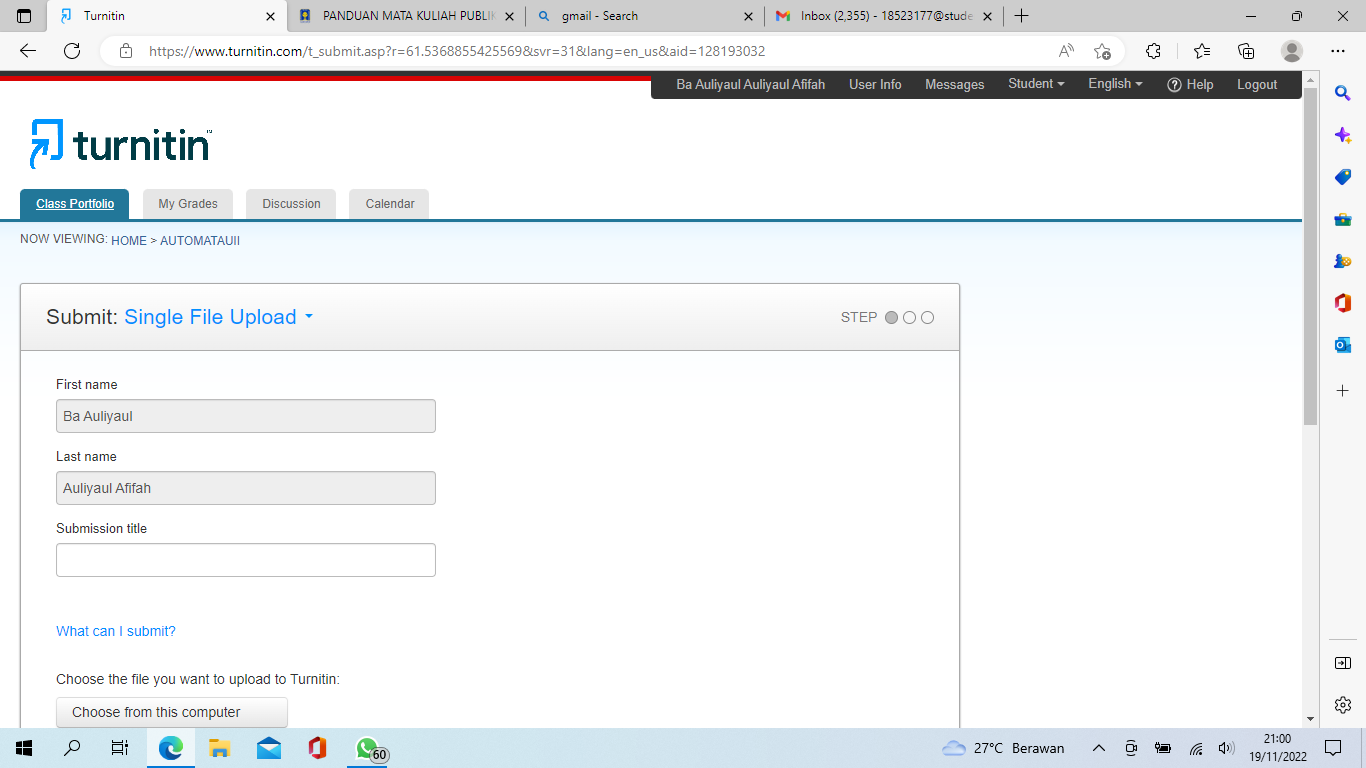 Turnitin
PANDUAN MATA KULIAH PUBLIK
gmail - Search
Inbox (2,355) - 18523177@stude
https://www.turnitin.com/t_submit.asp?r=61.5368855425569&svr=31&lang=en_us&aid=128193032
Ba Auliyaul Auliyaul Afifah
User Info
Messages
Student
English
Help
Logout
turnitin
Class Portfolio
My Grades
Discussion
Calendar
NOW VIEWING: HOME > AUTOMATAUII
Submit: Single File Upload
STEP
First name
Ba Auliyaul
Last name
Auliyaul Afifah
Submission title
What can I submit?
Choose the file you want to upload to Turnitin:
Choose from this computer
60
27°C Berawan
21:00
19/11/2022